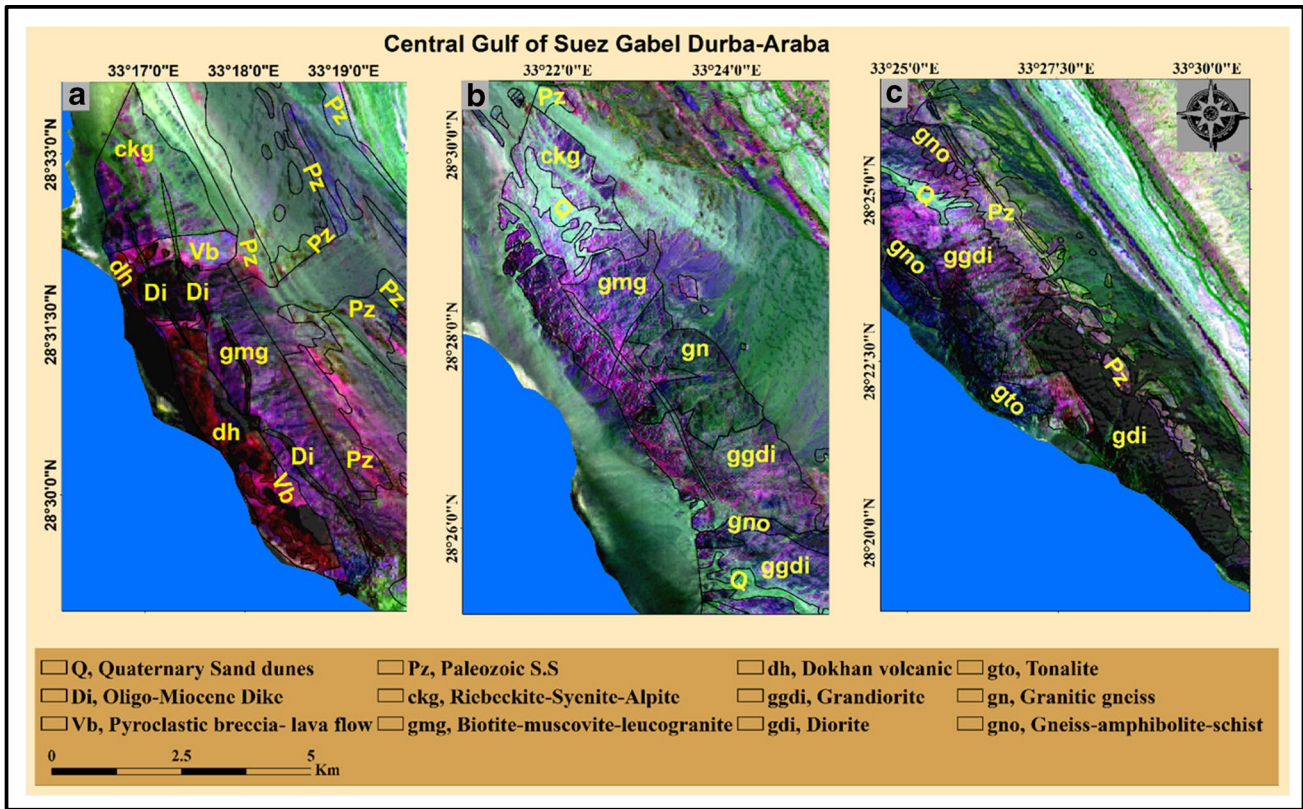 Central Gulf of Suez Gabel Durba-Araba
33°17'0"E 33°18'0"E 33°19'0"E
33°22'0"E 33°24'0"E
33°25'0"E 33°27'30"E 33°30'0"E
a
28°33'0"N
28°31'30"N
28°30'0"N
ckg
Pz
Pz
Pz
Pz
Vb
dh
Di
Di
Pz
Pz
gmg
dh
Di
Pz
Vb
b
28°30'0"N
28°28'0"N
28°26'0"N
Pz
ckg
Q
gmg
gn
ggdi
gno
ggdi
Q
c
28°25'0"N
28°22'30"N
28°20'0"N
gno
Q
Pz
ggdi
gno
Pz
gto
gdi
Q, Quaternary Sand dunes
Di, Oligo-Miocene Dike
Vb, Pyroclastic breccia- lava flow
Pz, Paleozoic S.S
ckg, Riebeckite-Syenite-Alpite
gmg, Biotite-muscovite-leucogranite
dh, Dokhan volcanic
ggdi, Grandiorite
gdi, Diorite
gto, Tonalite
gn, Granitic gneiss
gno, Gneiss-amphibolite-schist
0 2.5 5
Km